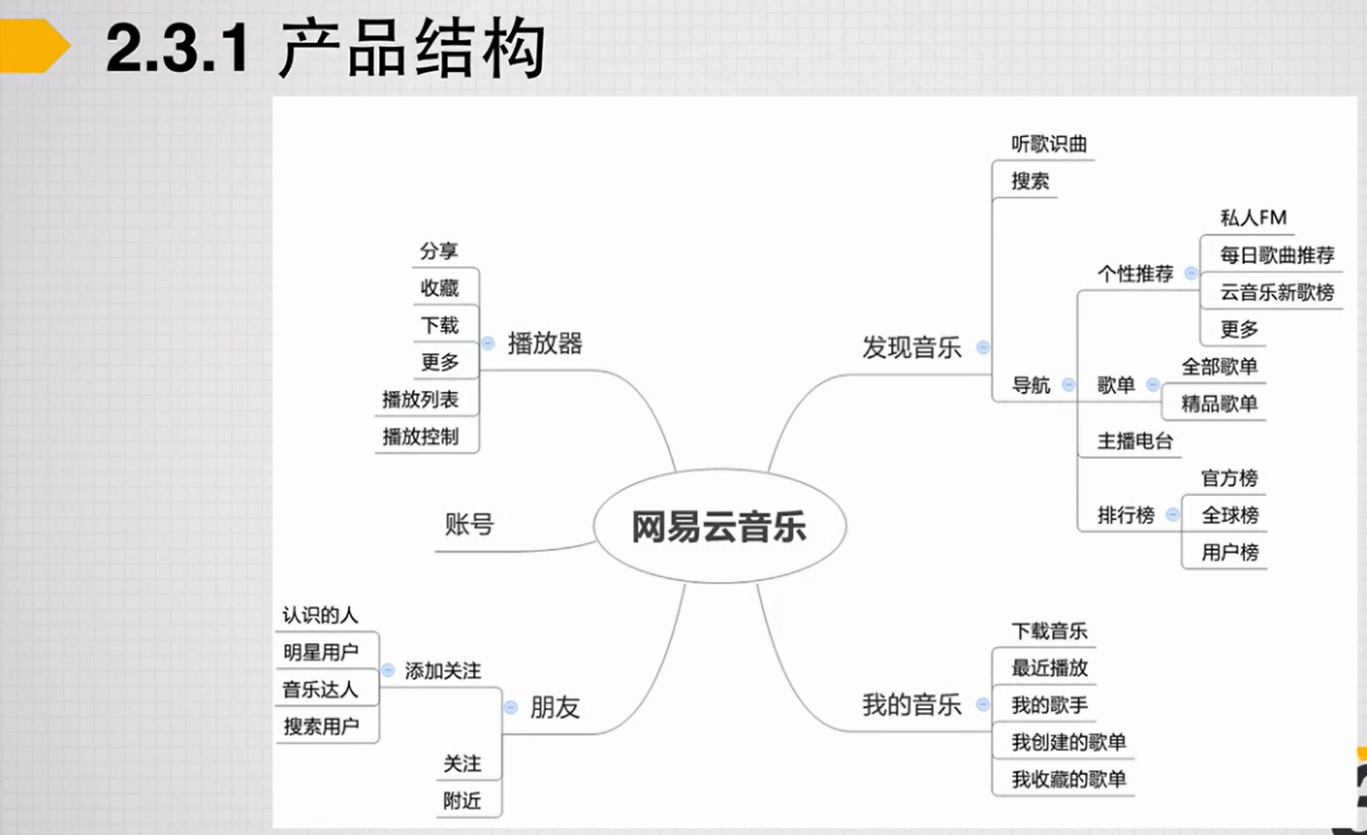 2.3.1 产品结构
听歌识曲
搜索
私人FM
每日歌曲推荐
个性推荐
云音乐新歌榜
更多
分享
收藏
下载
播放器
更多
播放列表
播放控制
发现音乐
导航
歌单
全部歌单
精品歌单
主播电台
官方榜
排行榜
全球榜
用户榜
账号
网易云音乐
认识的人
明星用户
添加关注
音乐达人
搜索用户
朋友
关注
附近
我的音乐
下载音乐
最近播放
我的歌手
我创建的歌单
我收藏的歌单